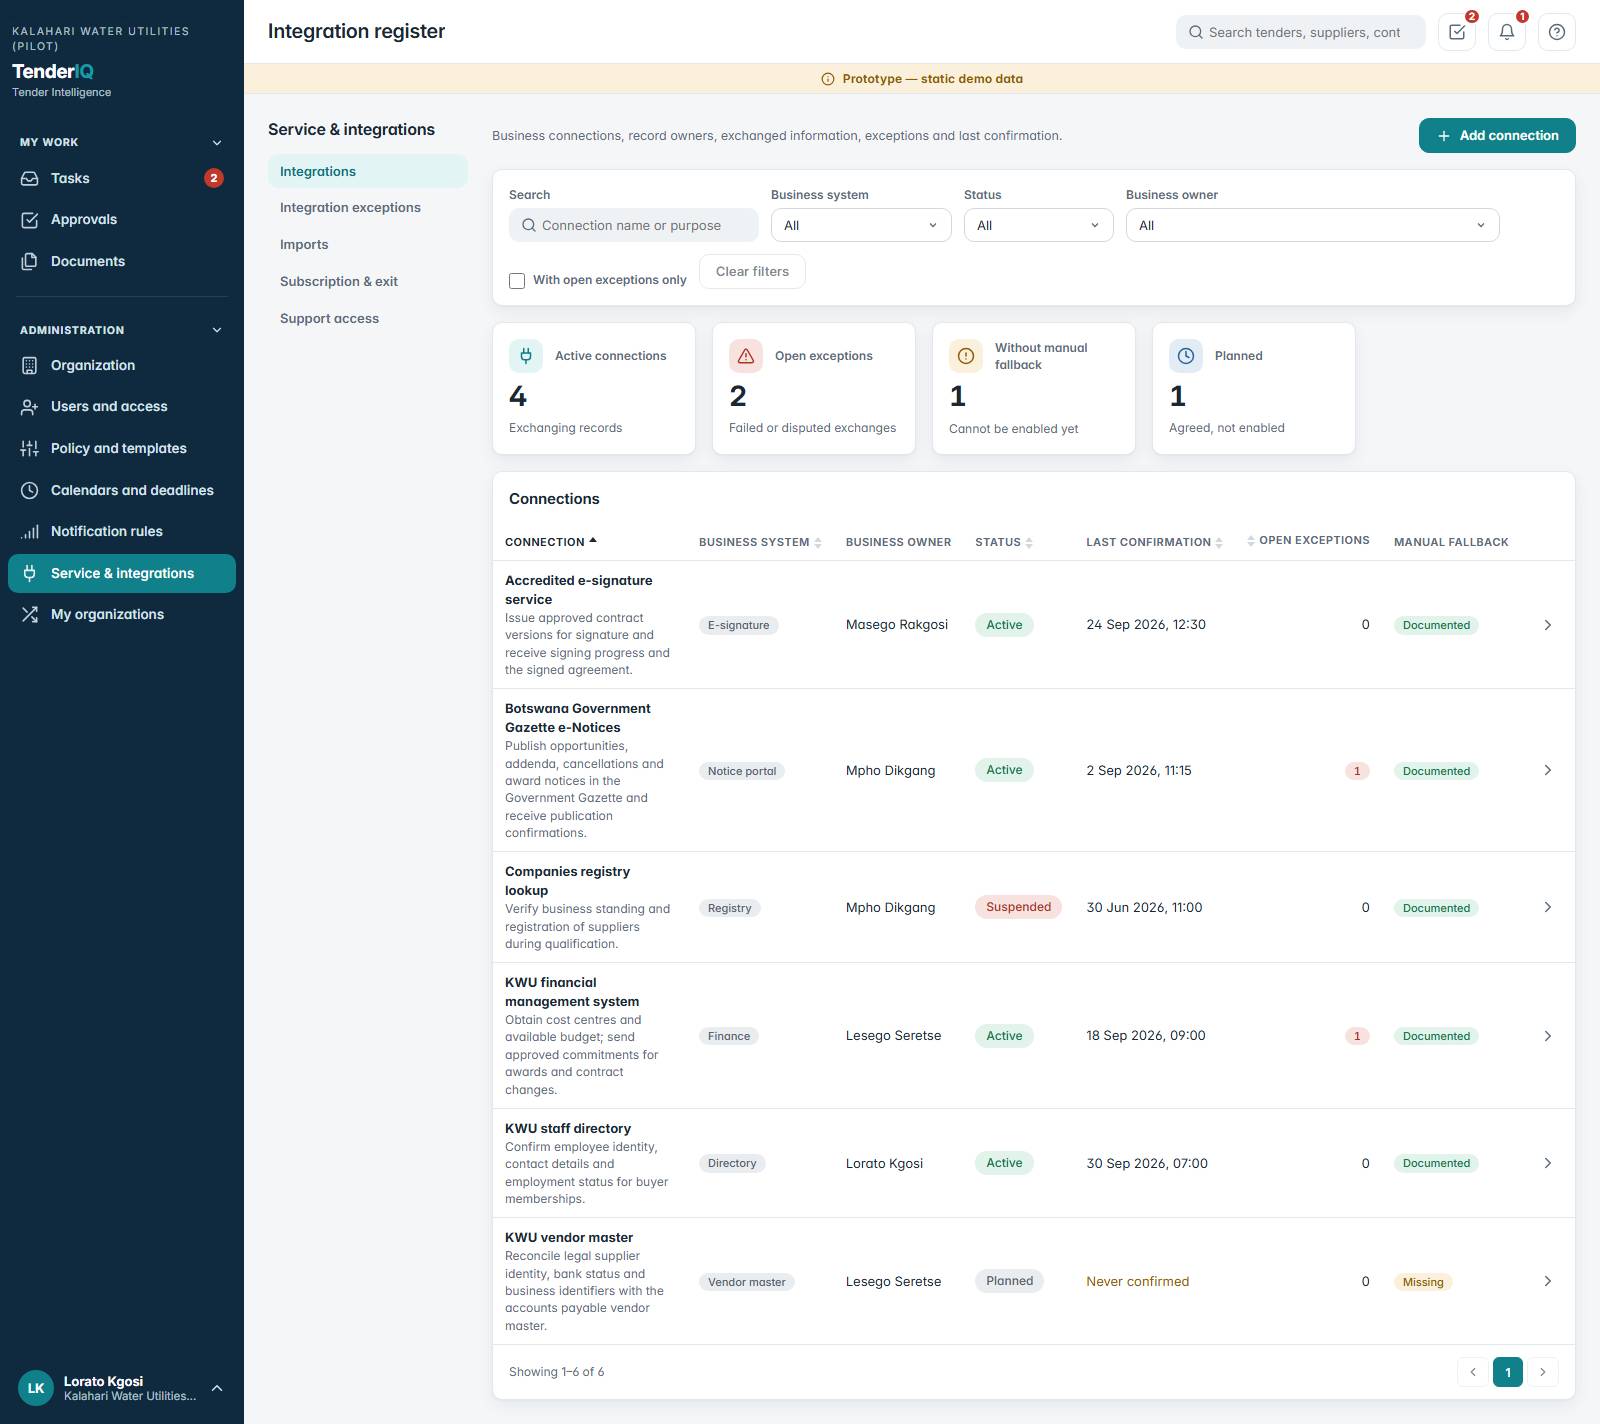 KALAHARI WATER UTILITIES
(PILOT)
TenderIQ
Tender Intelligence
MY WORK
Tasks
2
Approvals
Documents
ADMINISTRATION
Organization
Users and access
Policy and templates
Calendars and deadlines
Notification rules
Service & integrations
My organizations
LK
Lorato Kgosi
Kalahari Water Utilities...
Integration register
Search tenders, suppliers, cont
2
1
Prototype — static demo data
Service & integrations
Integrations
Integration exceptions
Imports
Subscription & exit
Support access
Business connections, record owners, exchanged information, exceptions and last confirmation.
Add connection
Search
Connection name or purpose
Business system
All
Status
All
Business owner
All
With open exceptions only
Clear filters
Active connections
4
Exchanging records
Open exceptions
2
Failed or disputed exchanges
Without manual
fallback
1
Cannot be enabled yet
Planned
1
Agreed, not enabled
Connections
CONNECTION BUSINESS SYSTEM BUSINESS OWNER STATUS LAST CONFIRMATION OPEN EXCEPTIONS MANUAL FALLBACK
Accredited e-signature
service
Issue approved contract
versions for signature and
receive signing progress and
the signed agreement.
E-signature Masego Rakgosi Active 24 Sep 2026, 12:30 0 Documented
Botswana Government
Gazette e-Notices
Publish opportunities,
addenda, cancellations and
award notices in the
Government Gazette and
receive publication
confirmations.
Notice portal Mpho Dikgang Active 2 Sep 2026, 11:15 1 Documented
Companies registry
lookup
Verify business standing and
registration of suppliers
during qualification.
Registry Mpho Dikgang Suspended 30 Jun 2026, 11:00 0 Documented
KWU financial
management system
Obtain cost centres and
available budget; send
approved commitments for
awards and contract
changes.
Finance Lesego Seretse Active 18 Sep 2026, 09:00 1 Documented
KWU staff directory
Confirm employee identity,
contact details and
employment status for buyer
memberships.
Directory Lorato Kgosi Active 30 Sep 2026, 07:00 0 Documented
KWU vendor master
Reconcile legal supplier
identity, bank status and
business identifiers with the
accounts payable vendor
master.
Vendor master Lesego Seretse Planned Never confirmed 0 Missing
Showing 1–6 of 6
1